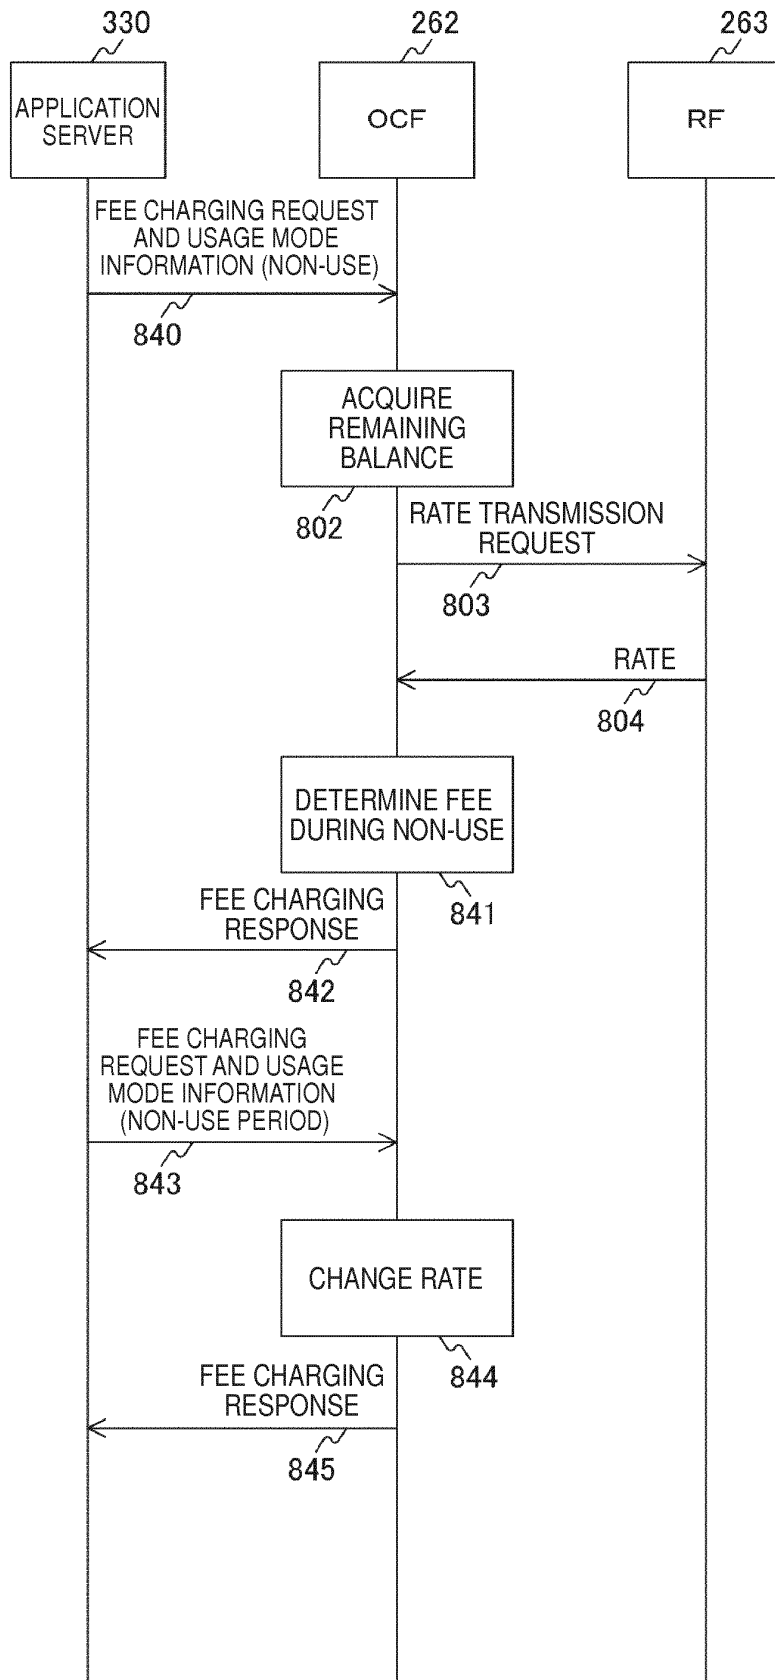 330
262
263
APPLICATION
SERVER
OCF
RF
FEE CHARGING REQUEST
AND USAGE MODE
INFORMATION (NON-USE)
840
ACQUIRE
REMAINING
BALANCE
802
RATE TRANSMISSION
REQUEST
803
RATE
804
DETERMINE FEE
DURING NON-USE
841
FEE CHARGING
RESPONSE
842
FEE CHARGING
REQUEST AND USAGE
MODE INFORMATION
(NON-USE PERIOD)
843
CHANGE RATE
844
FEE CHARGING
RESPONSE
845